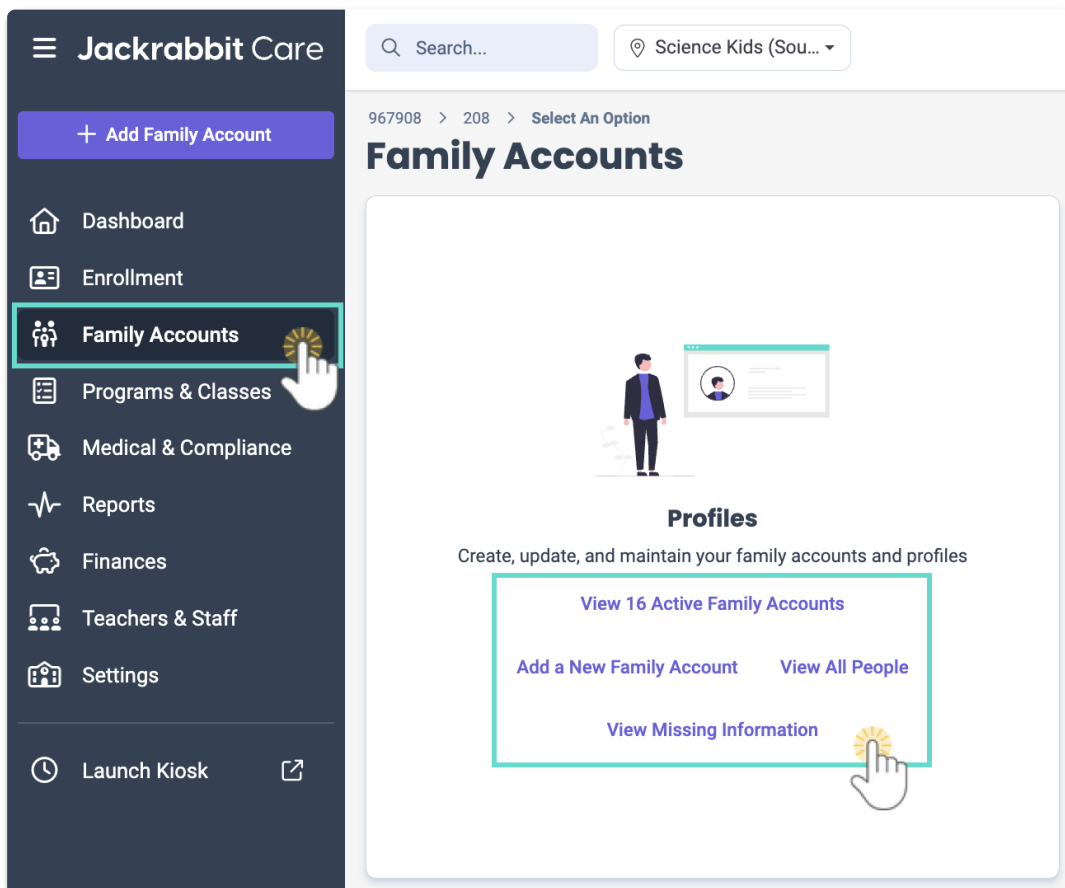 Jackrabbit Care
Search...
Science Kids (Sou...
+ Add Family Account
967908 > 208 > Select An Option
Family Accounts
Dashboard
Enrollment
Family Accounts
Programs & Classes
Medical & Compliance
Reports
Finances
Teachers & Staff
Settings
Launch Kiosk
Profiles
Create, update, and maintain your family accounts and profiles
View 16 Active Family Accounts
Add a New Family Account View All People
View Missing Information